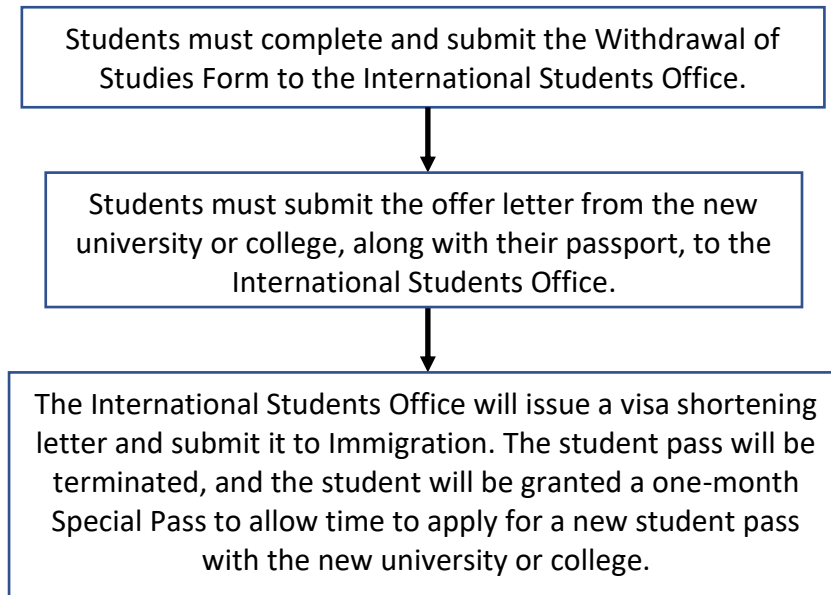 Students must complete and submit the Withdrawal of
Studies Form to the International Students Office.
Students must submit the offer letter from the new
university or college, along with their passport, to the
International Students Office.
The International Students Office will issue a visa shortening
letter and submit it to Immigration. The student pass will be
terminated, and the student will be granted a one-month
Special Pass to allow time to apply for a new student pass
with the new university or college.